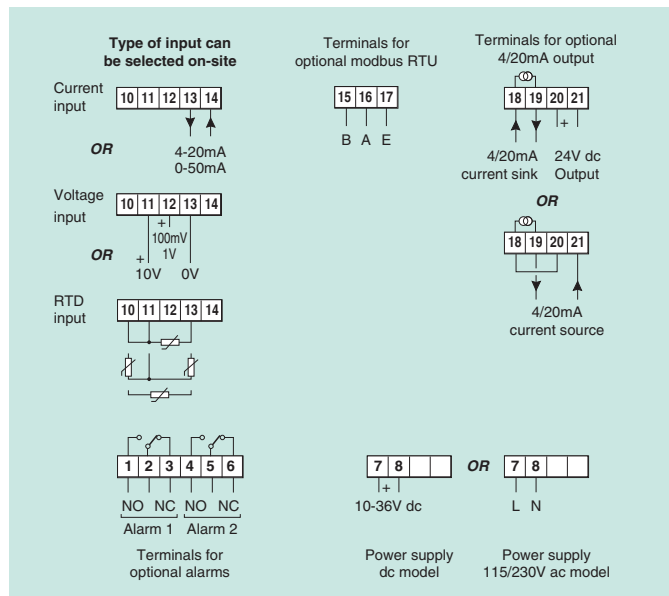 Type of input can
be selected on-site
Current
input
10 11 12 13 14
OR
4-20mA
0-50mA
Voltage
input
10 11 12 13 14
+
100mV
1V
OR
+
10V 0V
RTD
input
10 11 12 13 14
Terminals for
optional modbus RTU
15 16 17
B A E
Terminals for optional
4/20mA output
18 19 20 21
+
4/20mA 24V dc
current sink Output
OR
18 19 20 21
4/20mA
current source
1 2 3 4 5 6
NO NC NO NC
Alarm 1 Alarm 2
Terminals for
optional alarms
7 8
+
10-36V dc
Power supply
dc model
OR
7 8
L N
Power supply
115/230V ac model